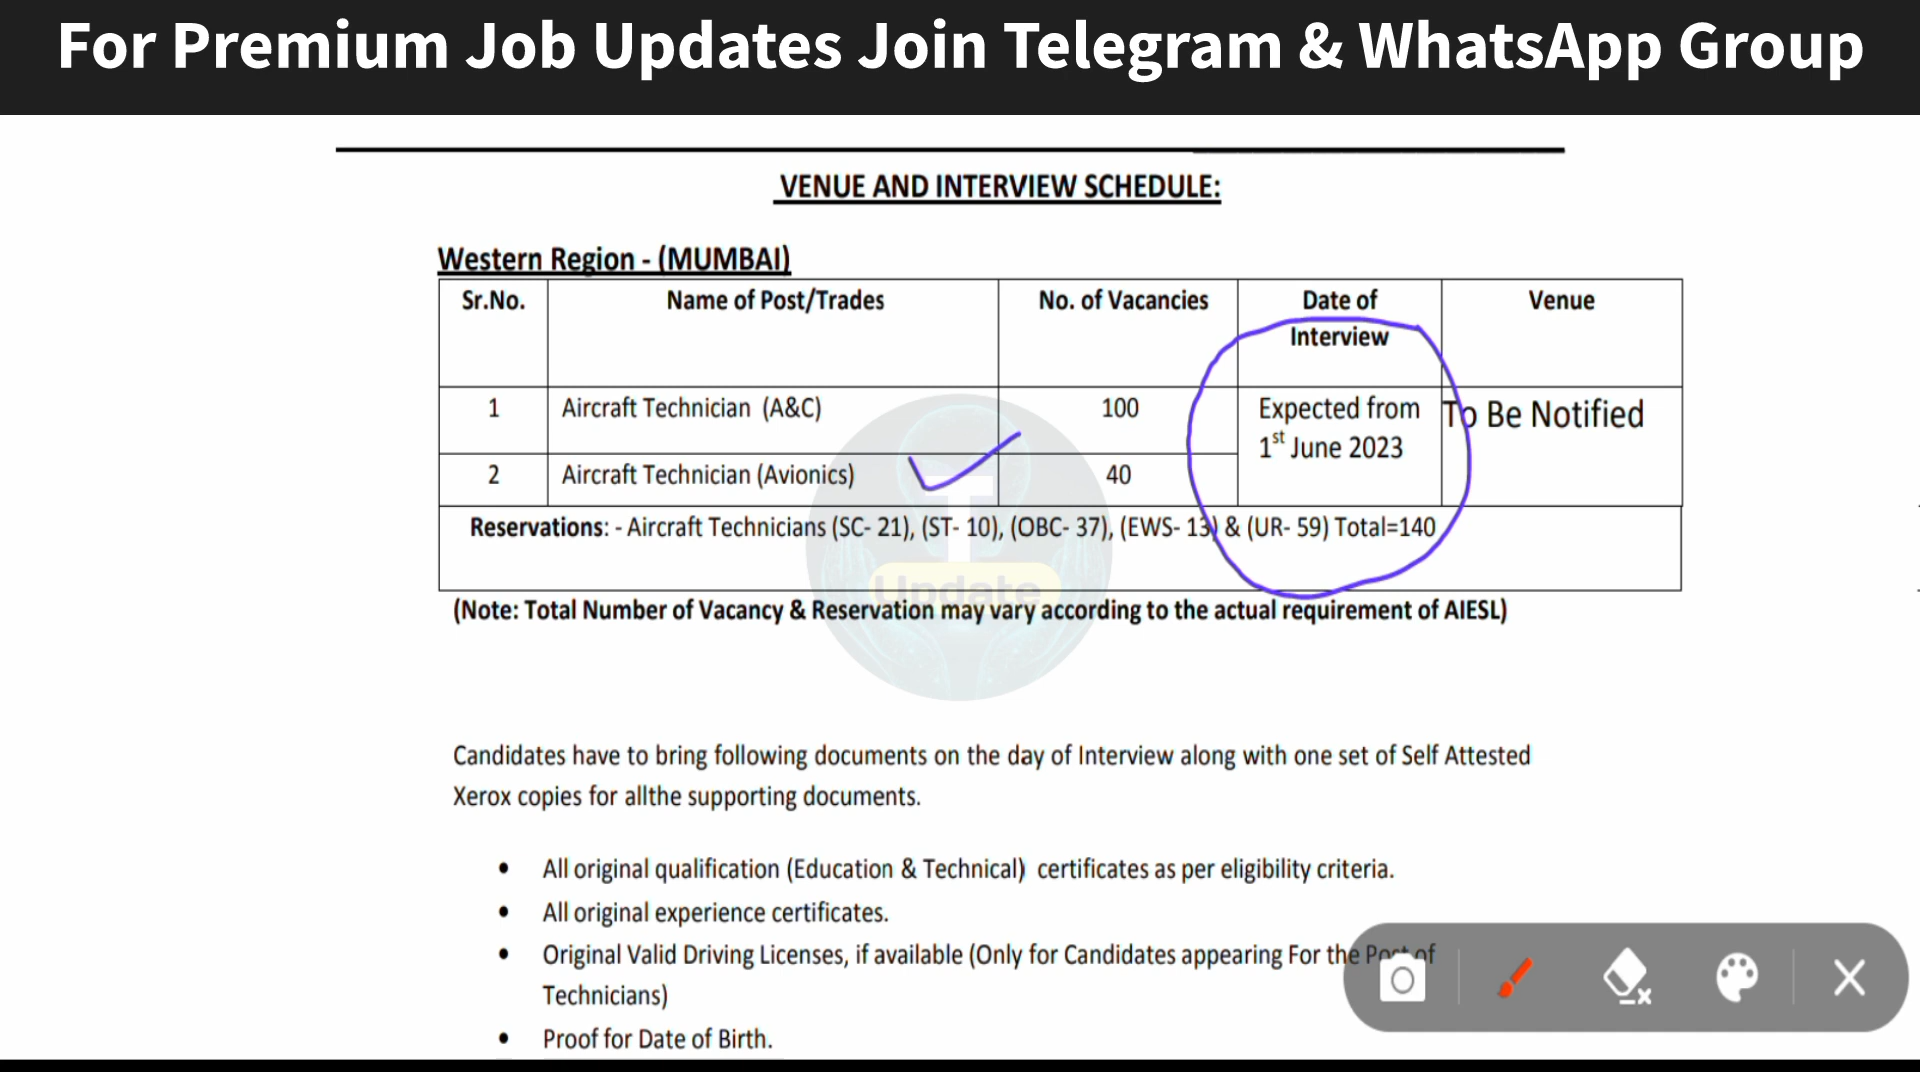 For Premium Job Updates Join Telegram & WhatsApp Group
VENUE AND INTERVIEW SCHEDULE:
Western Region - (MUMBAI)
Sr.No. Name of Post/Trades No. of Vacancies Date of Interview Venue
1 Aircraft Technician (A&C) 100 Expected from 1st June 2023 To Be Notified
2 Aircraft Technician (Avionics) 40
Reservations: - Aircraft Technicians (SC- 21), (ST- 10), (OBC- 37), (EWS- 13) & (UR- 59) Total=140
Update
(Note: Total Number of Vacancy & Reservation may vary according to the actual requirement of AIESL)
Candidates have to bring following documents on the day of Interview along with one set of Self Attested
Xerox copies for allthe supporting documents.
• All original qualification (Education & Technical) certificates as per eligibility criteria.
• All original experience certificates.
• Original Valid Driving Licenses, if available (Only for Candidates appearing For the Post of
Technicians)
• Proof for Date of Birth.